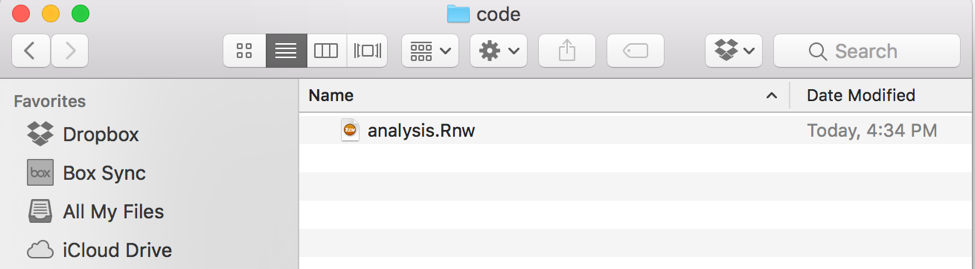 code
Search
Favorites
Dropbox
box Box Sync
All My Files
iCloud Drive
Name Date Modified
Rnw analysis.Rnw Today, 4:34 PM